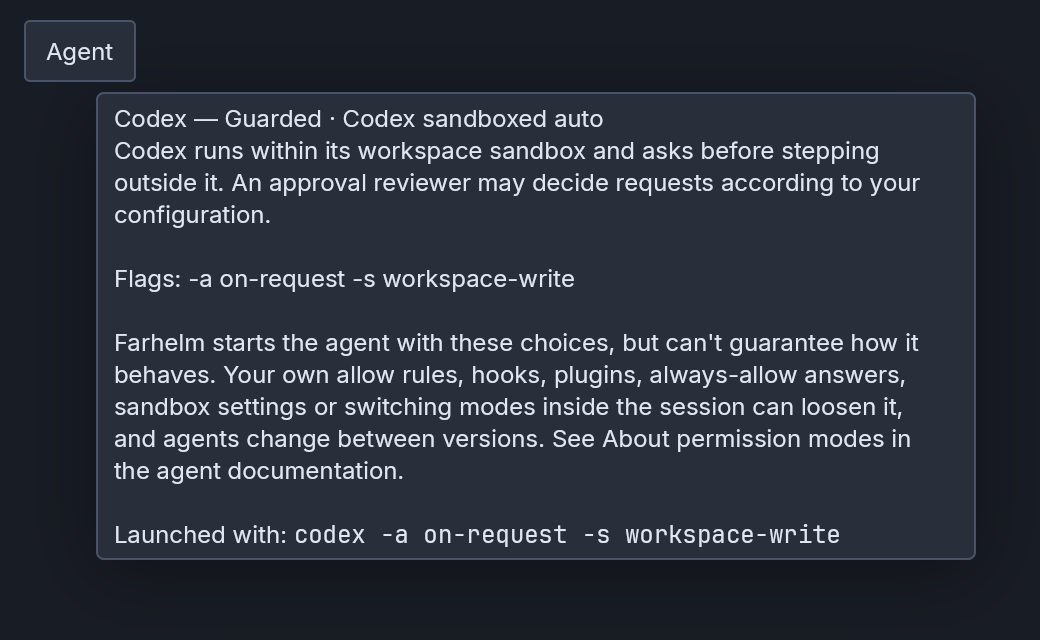 Agent
Codex — Guarded · Codex sandboxed auto
Codex runs within its workspace sandbox and asks before stepping
outside it. An approval reviewer may decide requests according to your
configuration.
Flags: -a on-request -s workspace-write
Farhelm starts the agent with these choices, but can't guarantee how it
behaves. Your own allow rules, hooks, plugins, always-allow answers,
sandbox settings or switching modes inside the session can loosen it,
and agents change between versions. See About permission modes in
the agent documentation.
Launched with: codex -a on-request -s workspace-write